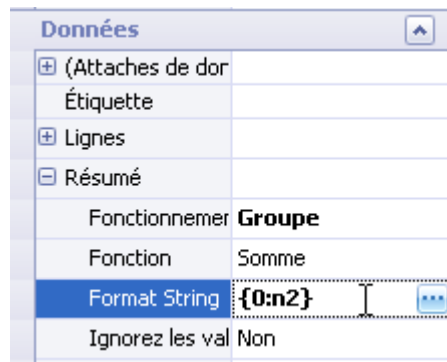 Données
(Attaches de dor
Étiquette
Lignes
Résumé
Fonctionnemer Groupe
Fonction Somme
Format String {0:n2}
Ignorez les val Non